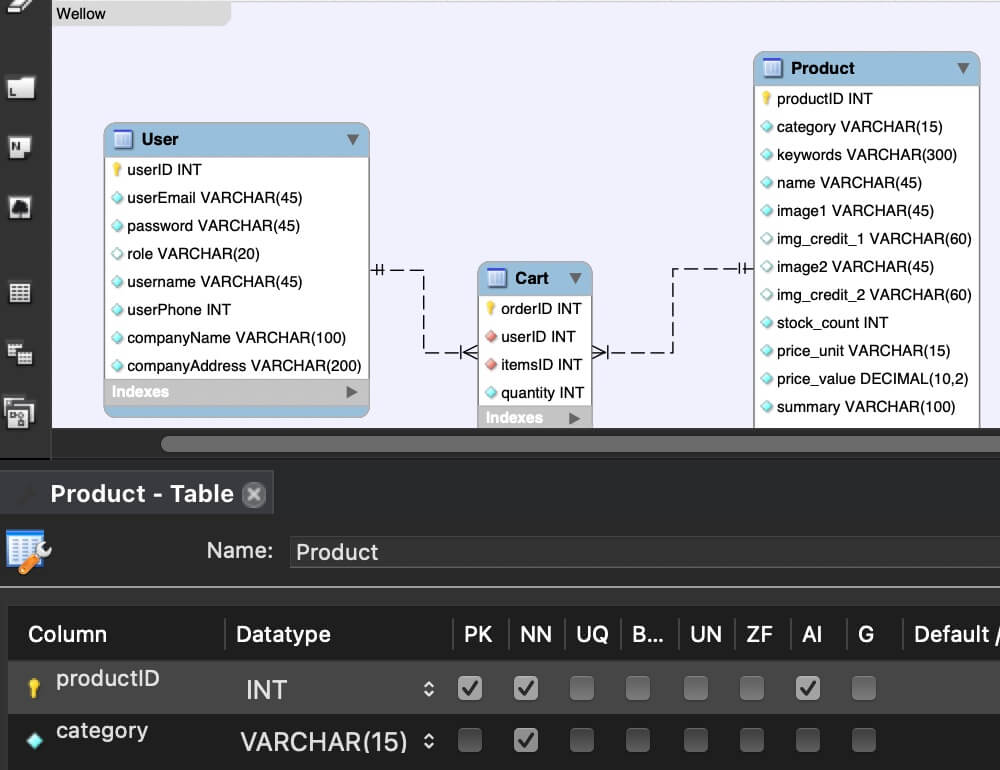 Wellow
L
N
User
userID INT
userEmail VARCHAR(45)
password VARCHAR(45)
role VARCHAR(20)
username VARCHAR(45)
userPhone INT
companyName VARCHAR(100)
companyAddress VARCHAR(200)
Indexes
Cart
orderID INT
userID INT
itemsID INT
quantity INT
Indexes
Product
productID INT
category VARCHAR(15)
keywords VARCHAR(300)
name VARCHAR(45)
image1 VARCHAR(45)
img_credit_1 VARCHAR(60)
image2 VARCHAR(45)
img_credit_2 VARCHAR(60)
stock_count INT
price_unit VARCHAR(15)
price_value DECIMAL(10,2)
summary VARCHAR(100)
Product - Table
Name: Product
Column Datatype PK NN UQ B... UN ZF AI G Default /
productID INT
category VARCHAR(15)